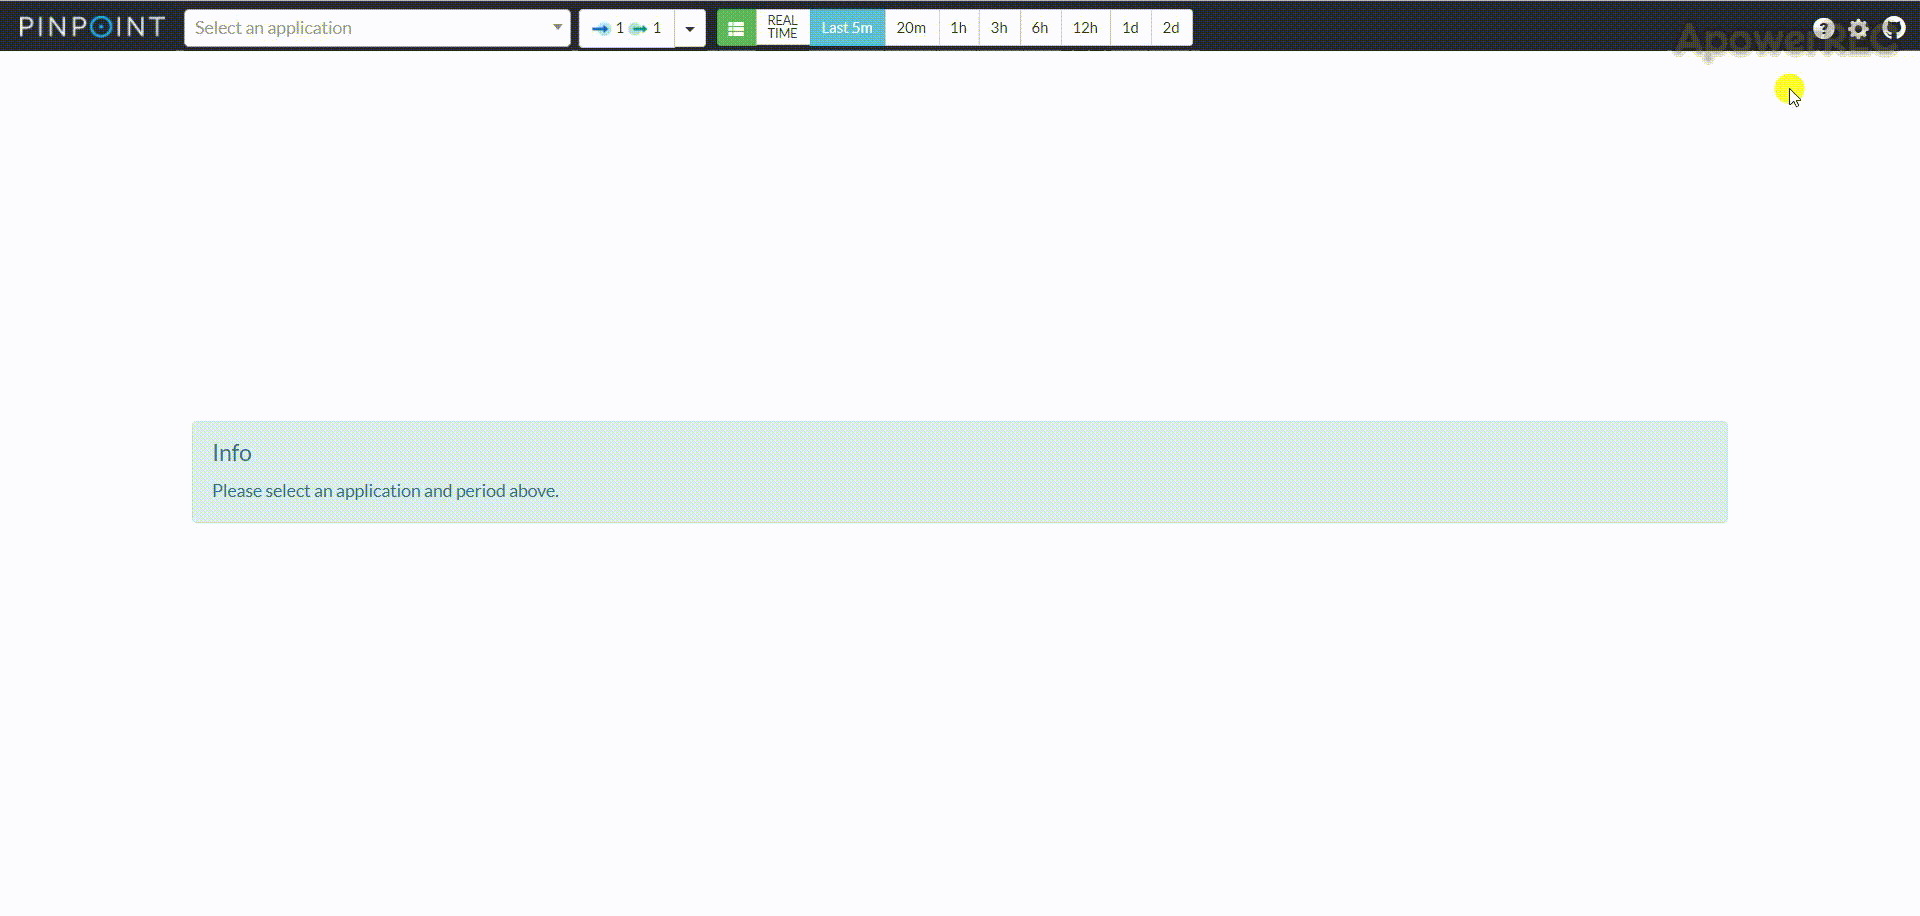 PINPOINT
Select an application
1 1
REAL TIME
Last 5m
20m
1h
3h
6h
12h
1d
2d
?
ApowerREC
Info
Please select an application and period above.